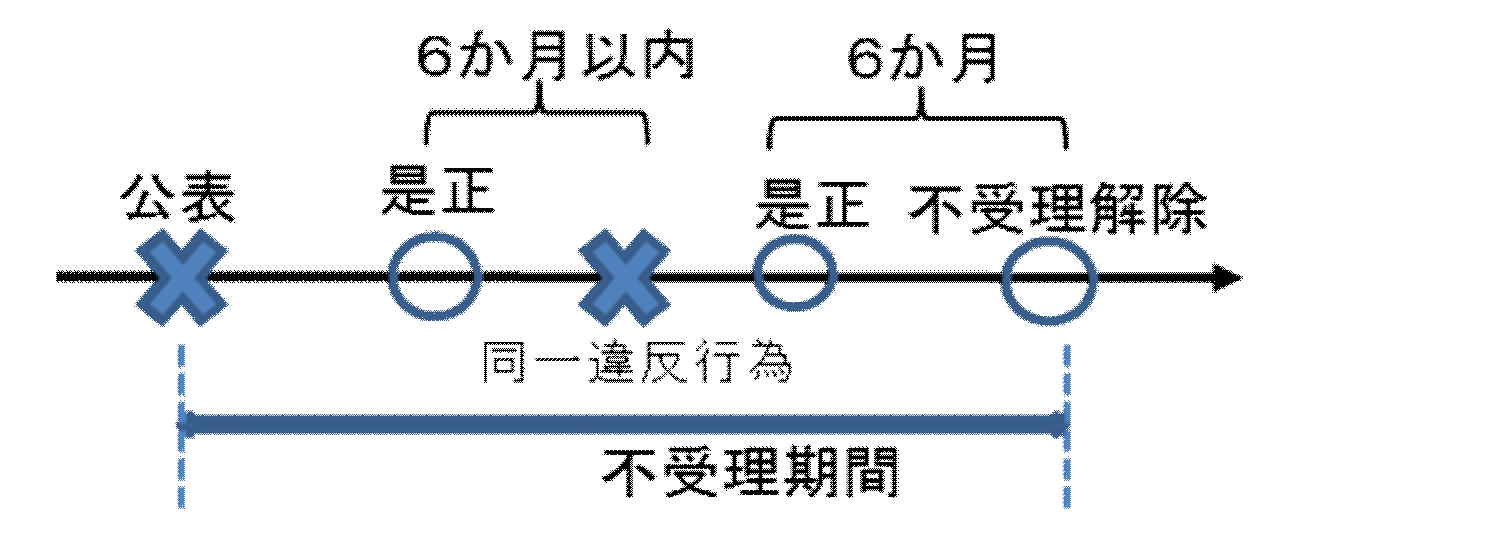 ６か月以内
６か月
公表
是正
是正
不受理解除
同一違反行為
不受理期間